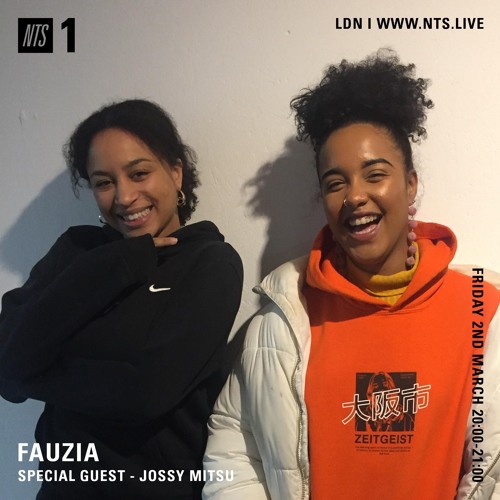 NTS 1
LDN | WWW.NTS.LIVE
FRIDAY 2ND MARCH 20:00-21:00
大阪市
ZEITGEIST
FAUZIA
SPECIAL GUEST - JOSSY MITSU